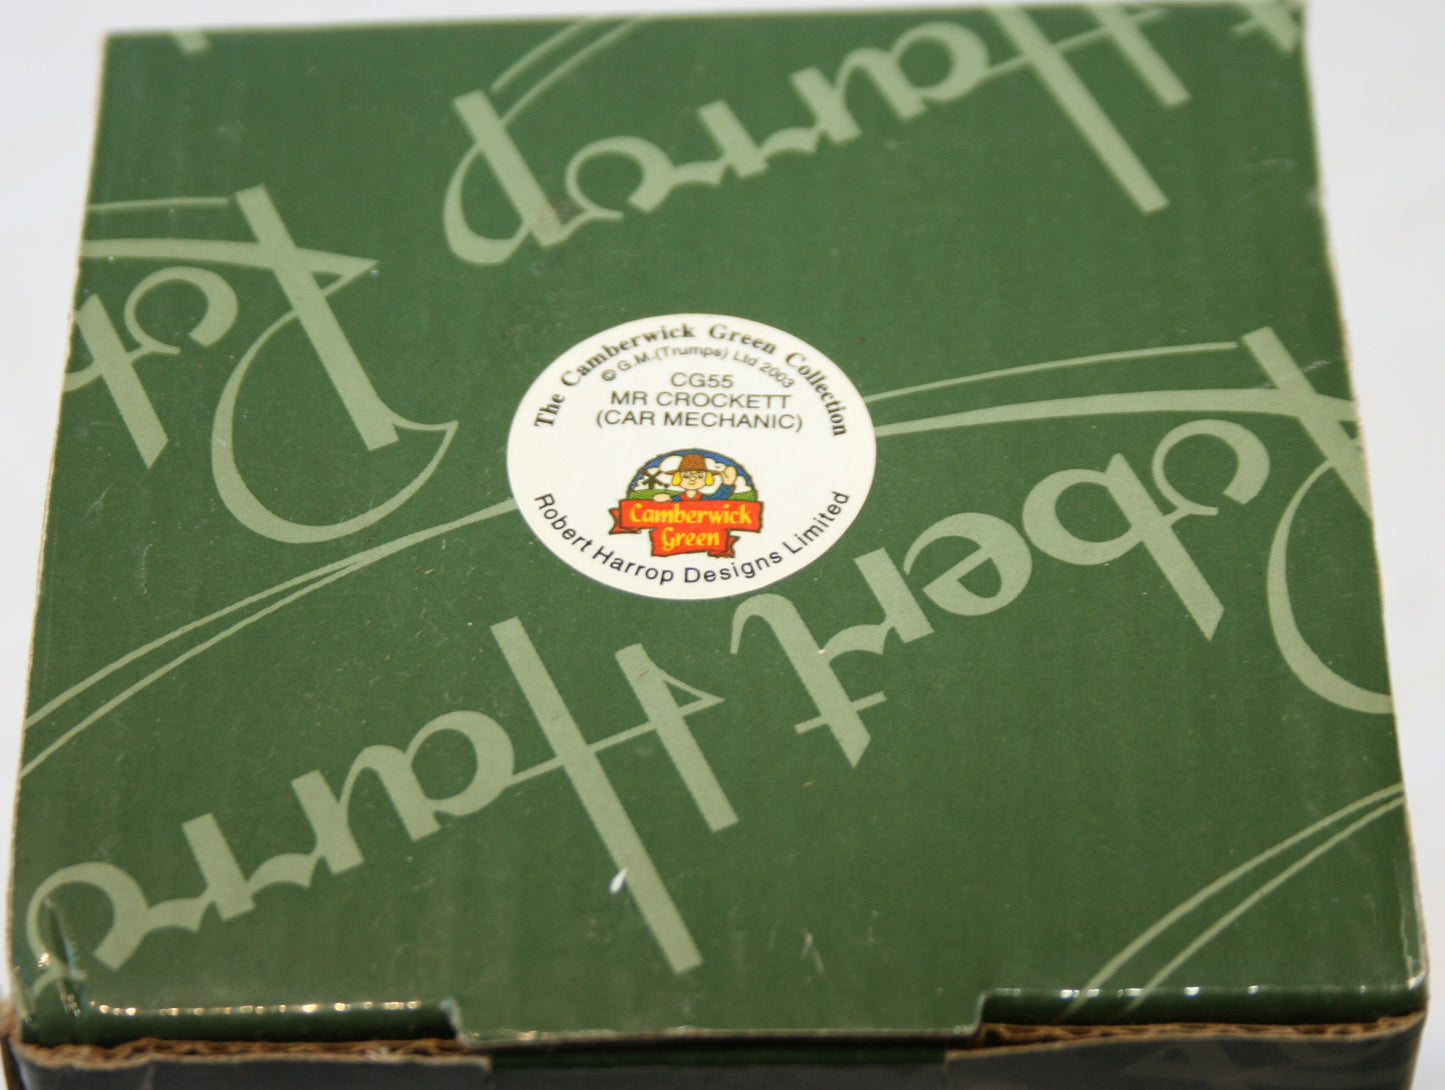 The Camberwick Green Collection
© G.M.(Trumps) Ltd 2003
CG55
MR CROCKETT
(CAR MECHANIC)
Camberwick
Green
Robert Harrop Designs Limited
Harrop
Robert
Harrop